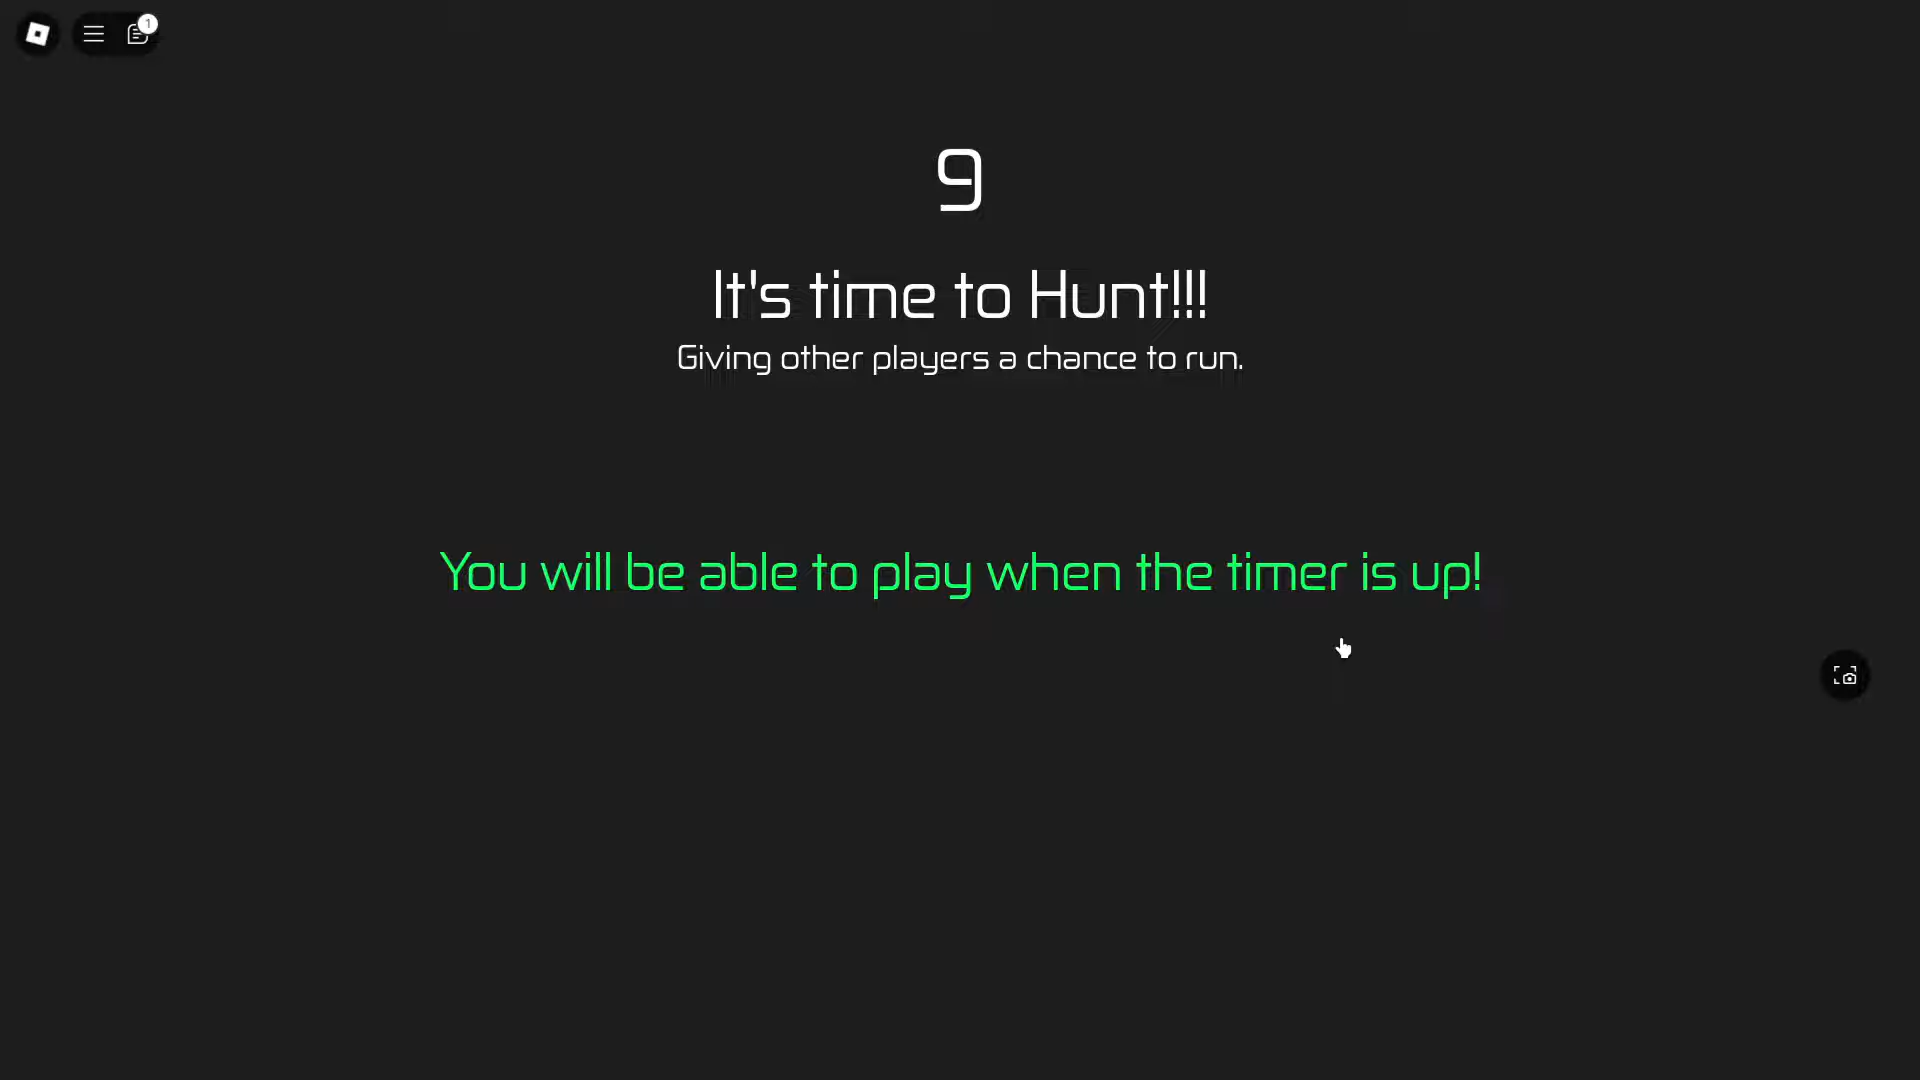 1
9
It's time to Hunt!!!
Giving other players a chance to run.
You will be able to play when the timer is up!